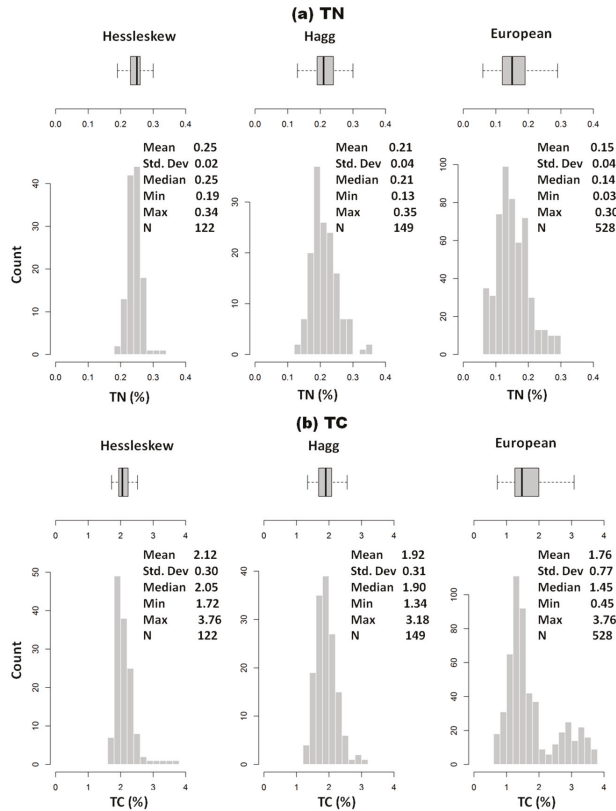 (a) TN
Hessleskew Hagg European
0.0 0.1 0.2 0.3 0.4 0.0 0.1 0.2 0.3 0.4 0.0 0.1 0.2 0.3 0.4
Mean 0.25
Std. Dev 0.02
Median 0.25
Min 0.19
Max 0.34
N 122
Mean 0.21
Std. Dev 0.04
Median 0.21
Min 0.13
Max 0.35
N 149
Mean 0.15
Std. Dev 0.04
Median 0.14
Min 0.03
Max 0.30
N 528
Count
40
30
20
10
0
30
20
10
0
100
80
60
40
20
0
0.0 0.1 0.2 0.3 0.4 0.0 0.1 0.2 0.3 0.4 0.0 0.1 0.2 0.3 0.4
TN (%) TN (%) TN (%)
(b) TC
Hessleskew Hagg European
0 1 2 3 4 0 1 2 3 4 0 1 2 3 4
Mean 2.12
Std. Dev 0.30
Median 2.05
Min 1.72
Max 3.76
N 122
Mean 1.92
Std. Dev 0.31
Median 1.90
Min 1.34
Max 3.18
N 149
Mean 1.76
Std. Dev 0.77
Median 1.45
Min 0.45
Max 3.76
N 528
Count
50
40
30
20
10
0
40
30
20
10
0
100
80
60
40
20
0
0 1 2 3 4 0 1 2 3 4 0 1 2 3 4
TC (%) TC (%) TC (%)